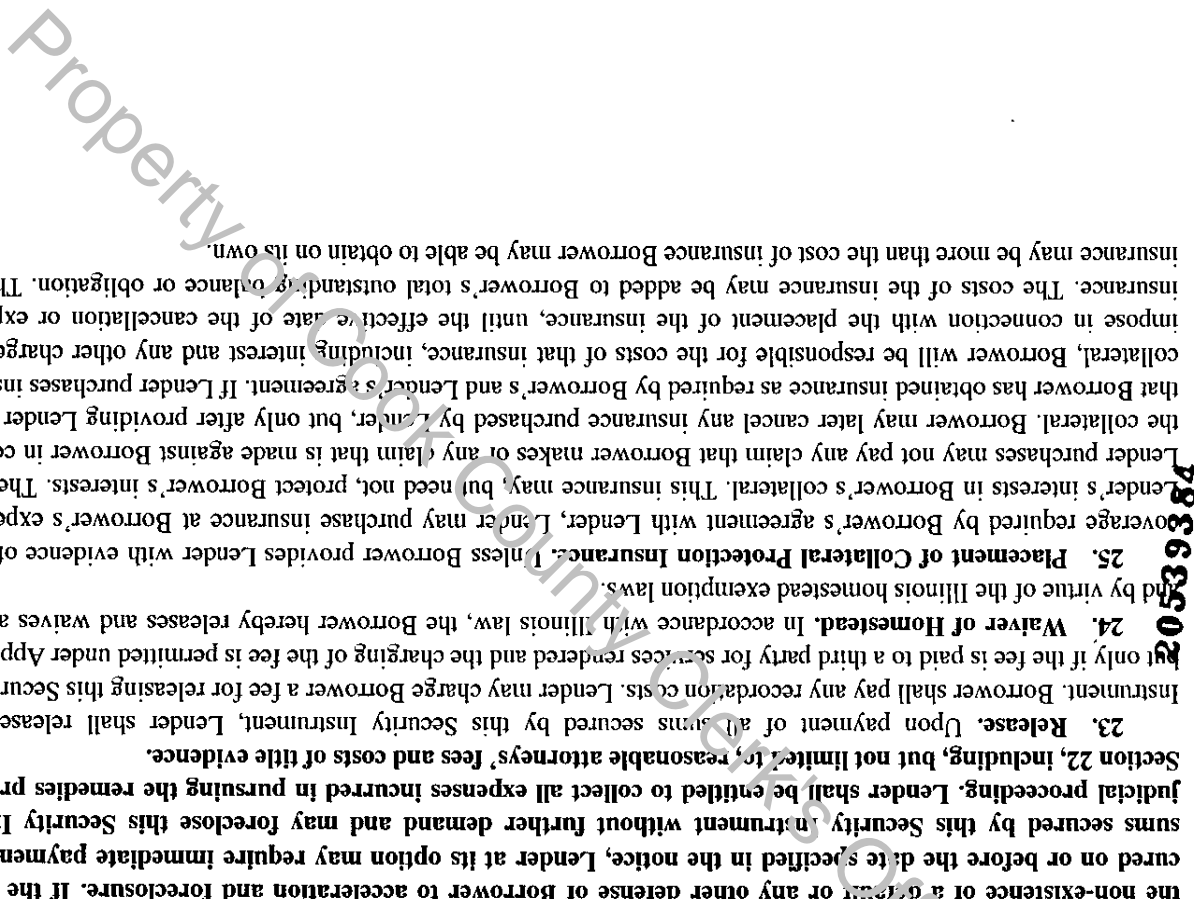 the non-existence of a default or any other defense of Borrower to acceleration and foreclosure. If the
cured on or before the date specified in the notice, Lender at its option may require immediate paymen
sums secured by this Security Instrument without further demand and may foreclose this Security I
judicial proceeding. Lender shall be entitled to collect all expenses incurred in pursuing the remedies pr
Section 22, including, but not limited to, reasonable attorneys' fees and costs of title evidence.
23. Release. Upon payment of all sums secured by this Security Instrument, Lender shall release
Instrument. Borrower shall pay any recordation costs. Lender may charge Borrower a fee for releasing this Secur
but only if the fee is paid to a third party for services rendered and the charging of the fee is permitted under App
24. Waiver of Homestead. In accordance with Illinois law, the Borrower hereby releases and waives a
and by virtue of the Illinois homestead exemption laws.
25. Placement of Collateral Protection Insurance. Unless Borrower provides Lender with evidence of
coverage required by Borrower's agreement with Lender, Lender may purchase insurance at Borrower's expe
Lender's interests in Borrower's collateral. This insurance may, but need not, protect Borrower's interests. The
Lender purchases may not pay any claim that Borrower makes or any claim that is made against Borrower in co
the collateral. Borrower may later cancel any insurance purchased by Lender, but only after providing Lender
that Borrower has obtained insurance as required by Borrower's and Lender's agreement. If Lender purchases ins
collateral, Borrower will be responsible for the costs of that insurance, including interest and any other charge
impose in connection with the placement of the insurance, until the effective date of the cancellation or exp
insurance. The costs of the insurance may be added to Borrower's total outstanding balance or obligation. Th
insurance may be more than the cost of insurance Borrower may be able to obtain on its own.
20539384
Property of Cook County Clerk's Of